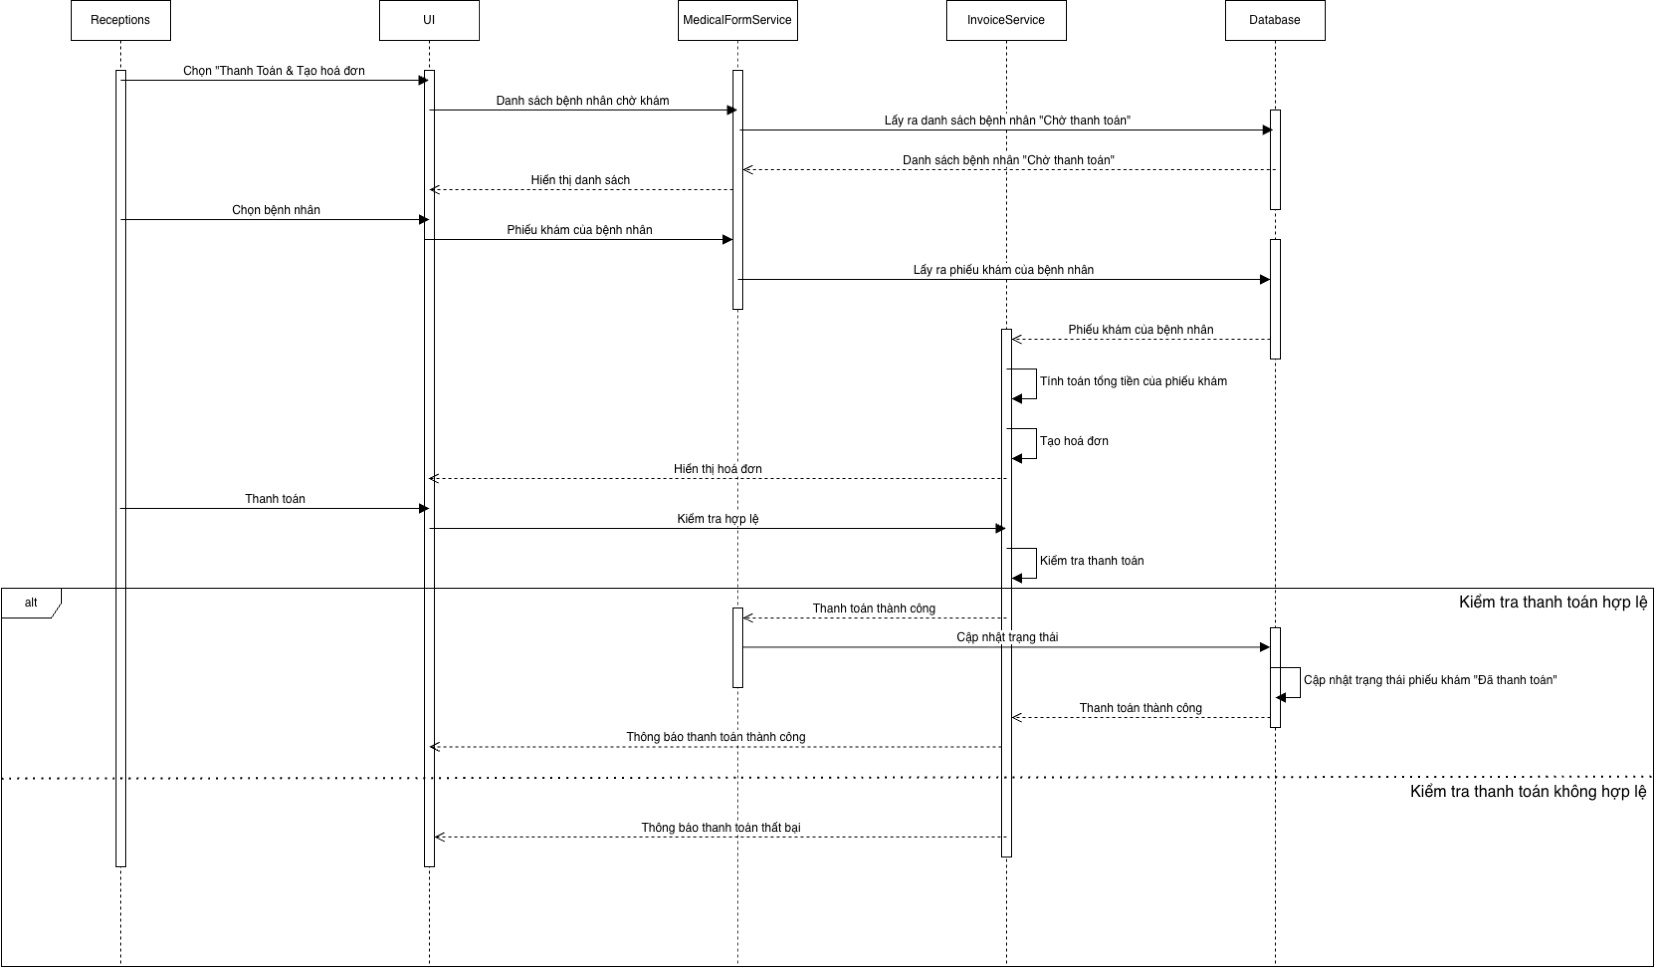 Receptions
UI
MedicalFormService
InvoiceService
Database
Chọn "Thanh Toán & Tạo hoá đơn
Danh sách bệnh nhân chờ khám
Lấy ra danh sách bệnh nhân "Chờ thanh toán"
Danh sách bệnh nhân "Chờ thanh toán"
Hiển thị danh sách
Chọn bệnh nhân
Phiếu khám của bệnh nhân
Lấy ra phiếu khám của bệnh nhân
Phiếu khám của bệnh nhân
Tính toán tổng tiền của phiếu khám
Tạo hoá đơn
Hiển thị hoá đơn
Thanh toán
Kiểm tra hợp lệ
Kiểm tra thanh toán
alt
Kiểm tra thanh toán hợp lệ
Thanh toán thành công
Cập nhật trạng thái
Cập nhật trạng thái phiếu khám "Đã thanh toán"
Thanh toán thành công
Thông báo thanh toán thành công
Kiểm tra thanh toán không hợp lệ
Thông báo thanh toán thất bại